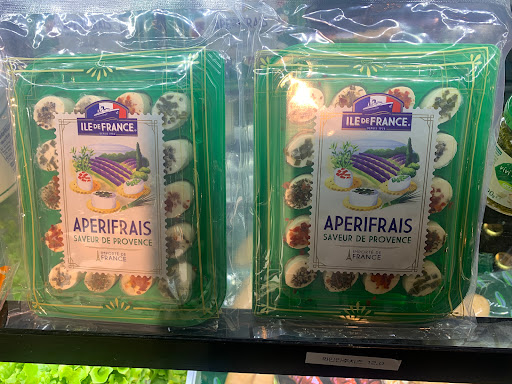 ILE DE FRANCE
APERIFRAIS
SAVEUR DE PROVENCE
FRANCE
ILE DE FRANCE
APERIFRAIS
SAVEUR DE PROVENCE
FRANCE